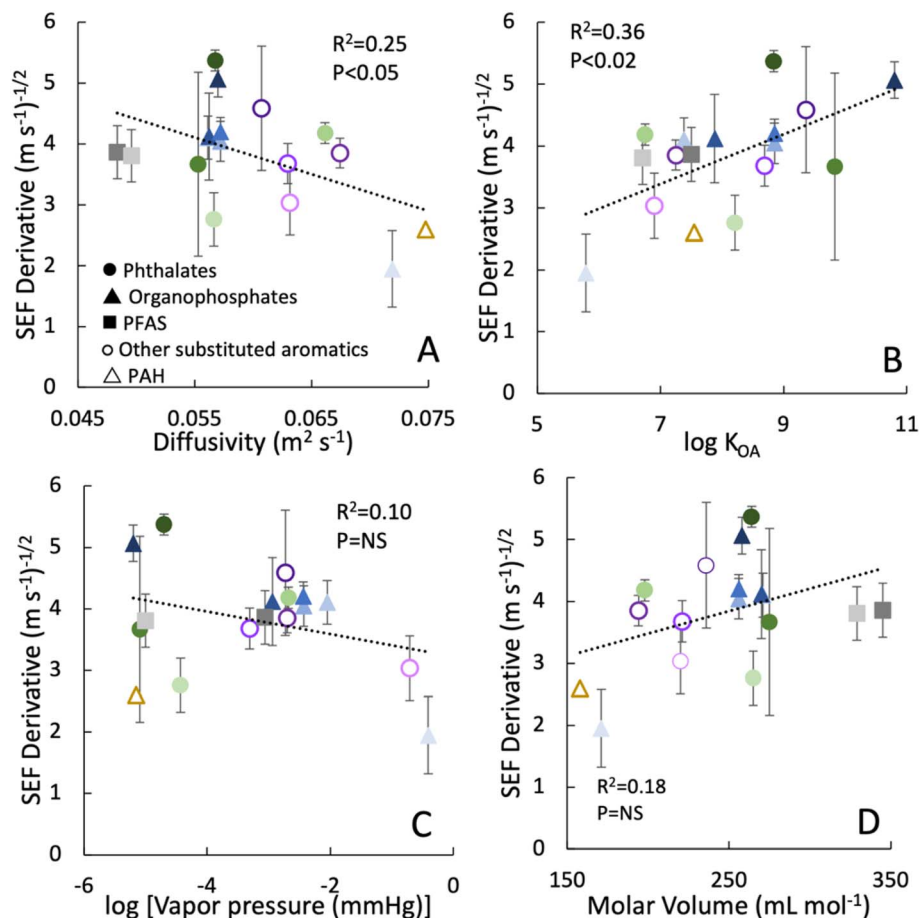 6
5
4
3
2
1
0
SEF Derivative (m s⁻¹)⁻¹/²
R²=0.25
P<0.05
Phthalates
Organophosphates
PFAS
Other substituted aromatics
PAH
A
0.045
0.055
0.065
0.075
Diffusivity (m² s⁻¹)
6
5
4
3
2
1
0
SEF Derivative (m s⁻¹)⁻¹/²
R²=0.36
P<0.02
B
5
7
9
11
log K_OA
6
5
4
3
2
1
0
SEF Derivative (m s⁻¹)⁻¹/²
R²=0.10
P=NS
C
-6
-4
-2
0
log [Vapor pressure (mmHg)]
6
5
4
3
2
1
0
SEF Derivative (m s⁻¹)⁻¹/²
R²=0.18
P=NS
D
150
250
350
Molar Volume (mL mol⁻¹)